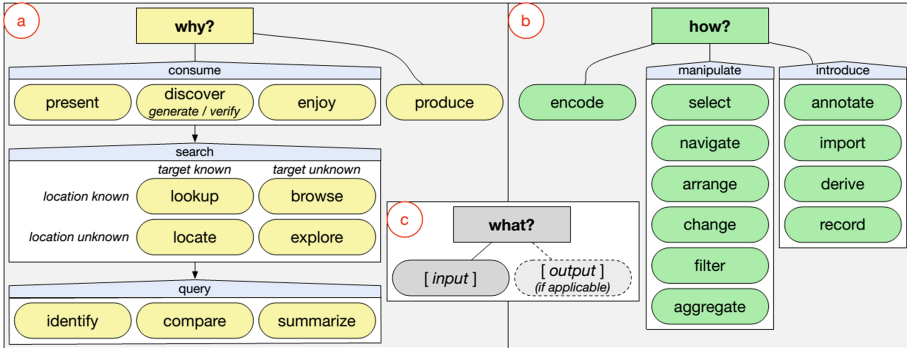 a
why?
consume
present
discover
generate / verify
enjoy
produce
search
target known
target unknown
location known
lookup
browse
location unknown
locate
explore
query
identify
compare
summarize
b
how?
encode
manipulate
select
navigate
arrange
change
filter
aggregate
introduce
annotate
import
derive
record
c
what?
[ input ]
[ output ]
(if applicable)